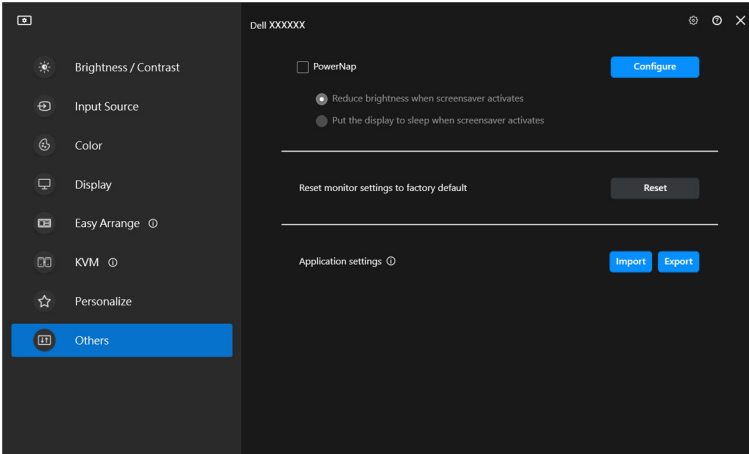 Dell XXXXXX
Brightness / Contrast
Input Source
Color
Display
Easy Arrange
KVM
Personalize
Others
PowerNap
Configure
Reduce brightness when screensaver activates
Put the display to sleep when screensaver activates
Reset monitor settings to factory default
Reset
Application settings
Import
Export